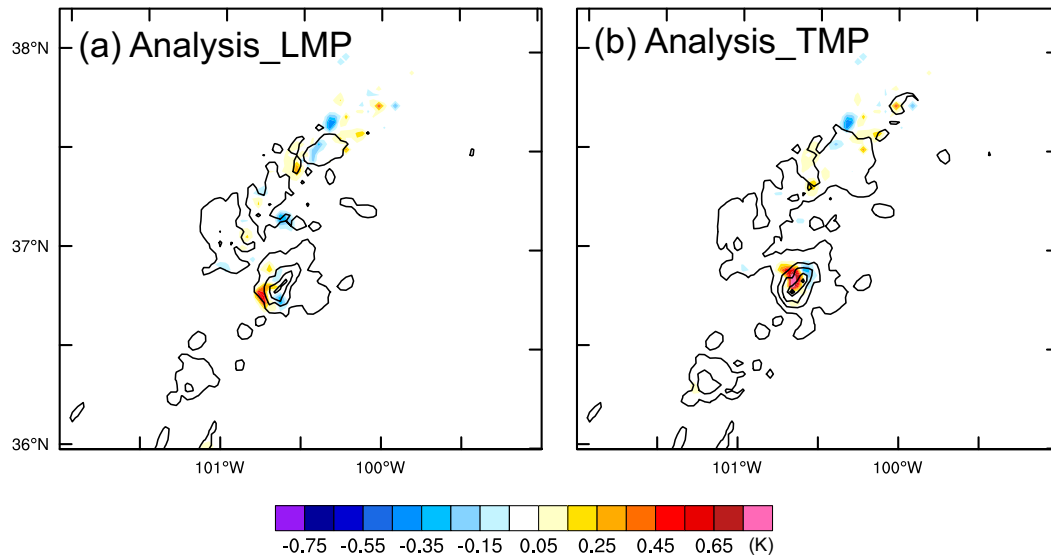 (a) Analysis_LMP
(b) Analysis_TMP
38°N
37°N
36°N
101°W
100°W
101°W
100°W
-0.75 -0.55 -0.35 -0.15 0.05 0.25 0.45 0.65 (K)